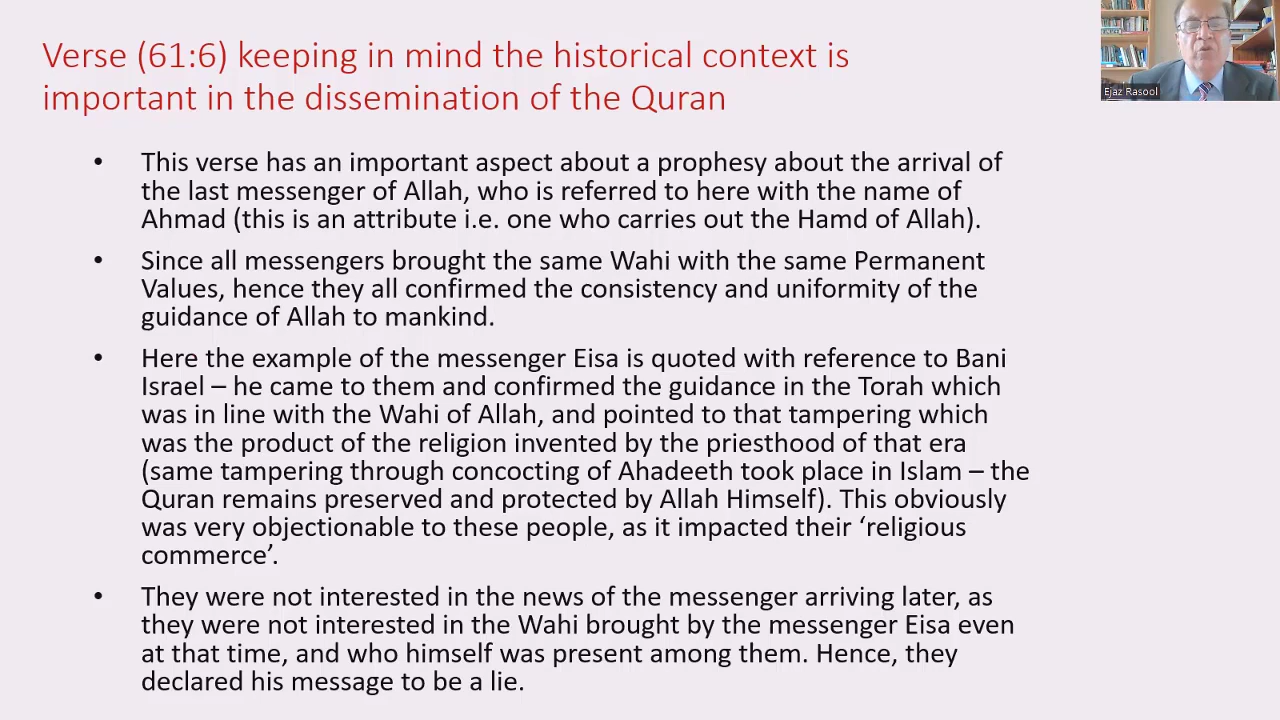 Verse (61:6) keeping in mind the historical context is
important in the dissemination of the Quran
Ejaz Rasool
• This verse has an important aspect about a prophesy about the arrival of
the last messenger of Allah, who is referred to here with the name of
Ahmad (this is an attribute i.e. one who carries out the Hamd of Allah).
• Since all messengers brought the same Wahi with the same Permanent
Values, hence they all confirmed the consistency and uniformity of the
guidance of Allah to mankind.
• Here the example of the messenger Eisa is quoted with reference to Bani
Israel – he came to them and confirmed the guidance in the Torah which
was in line with the Wahi of Allah, and pointed to that tampering which
was the product of the religion invented by the priesthood of that era
(same tampering through concocting of Ahadeeth took place in Islam – the
Quran remains preserved and protected by Allah Himself). This obviously
was very objectionable to these people, as it impacted their ‘religious
commerce’.
• They were not interested in the news of the messenger arriving later, as
they were not interested in the Wahi brought by the messenger Eisa even
at that time, and who himself was present among them. Hence, they
declared his message to be a lie.